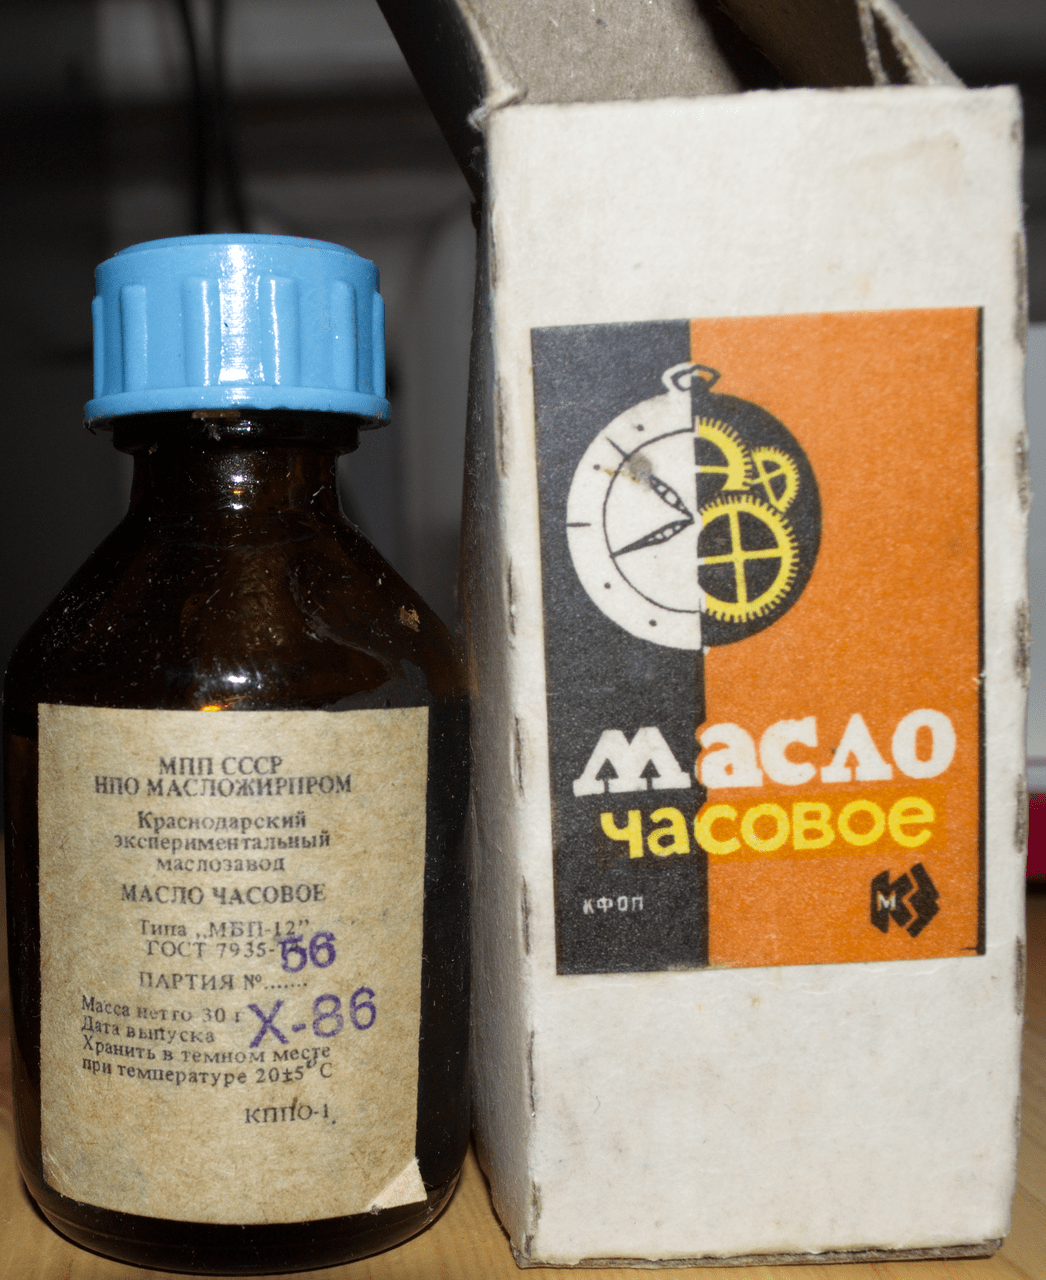 МПП СССР
НПО МАСЛОЖИРПРОМ
Краснодарский
экспериментальный
маслозавод
МАСЛО ЧАСОВОЕ
Типа „МБП-12”
ГОСТ 7935-
56
ПАРТИЯ №.......
Масса нетто 30 г
Дата выпуска X-86
Хранить в темном месте
при температуре 20±5°С
КППО-1.
масло
часовое
КФОП
М